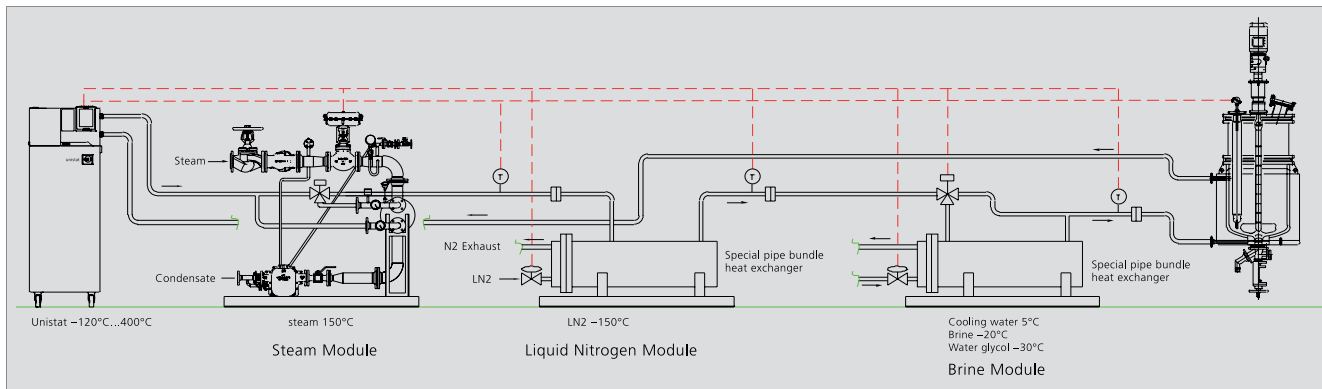 unistat
Steam
Condensate
T
T
T
N2 Exhaust
LN2
Special pipe bundle
heat exchanger
Special pipe bundle
heat exchanger
Unistat –120°C...400°C
steam 150°C
LN2 –150°C
Cooling water 5°C
Brine –20°C
Water glycol –30°C
Steam Module
Liquid Nitrogen Module
Brine Module